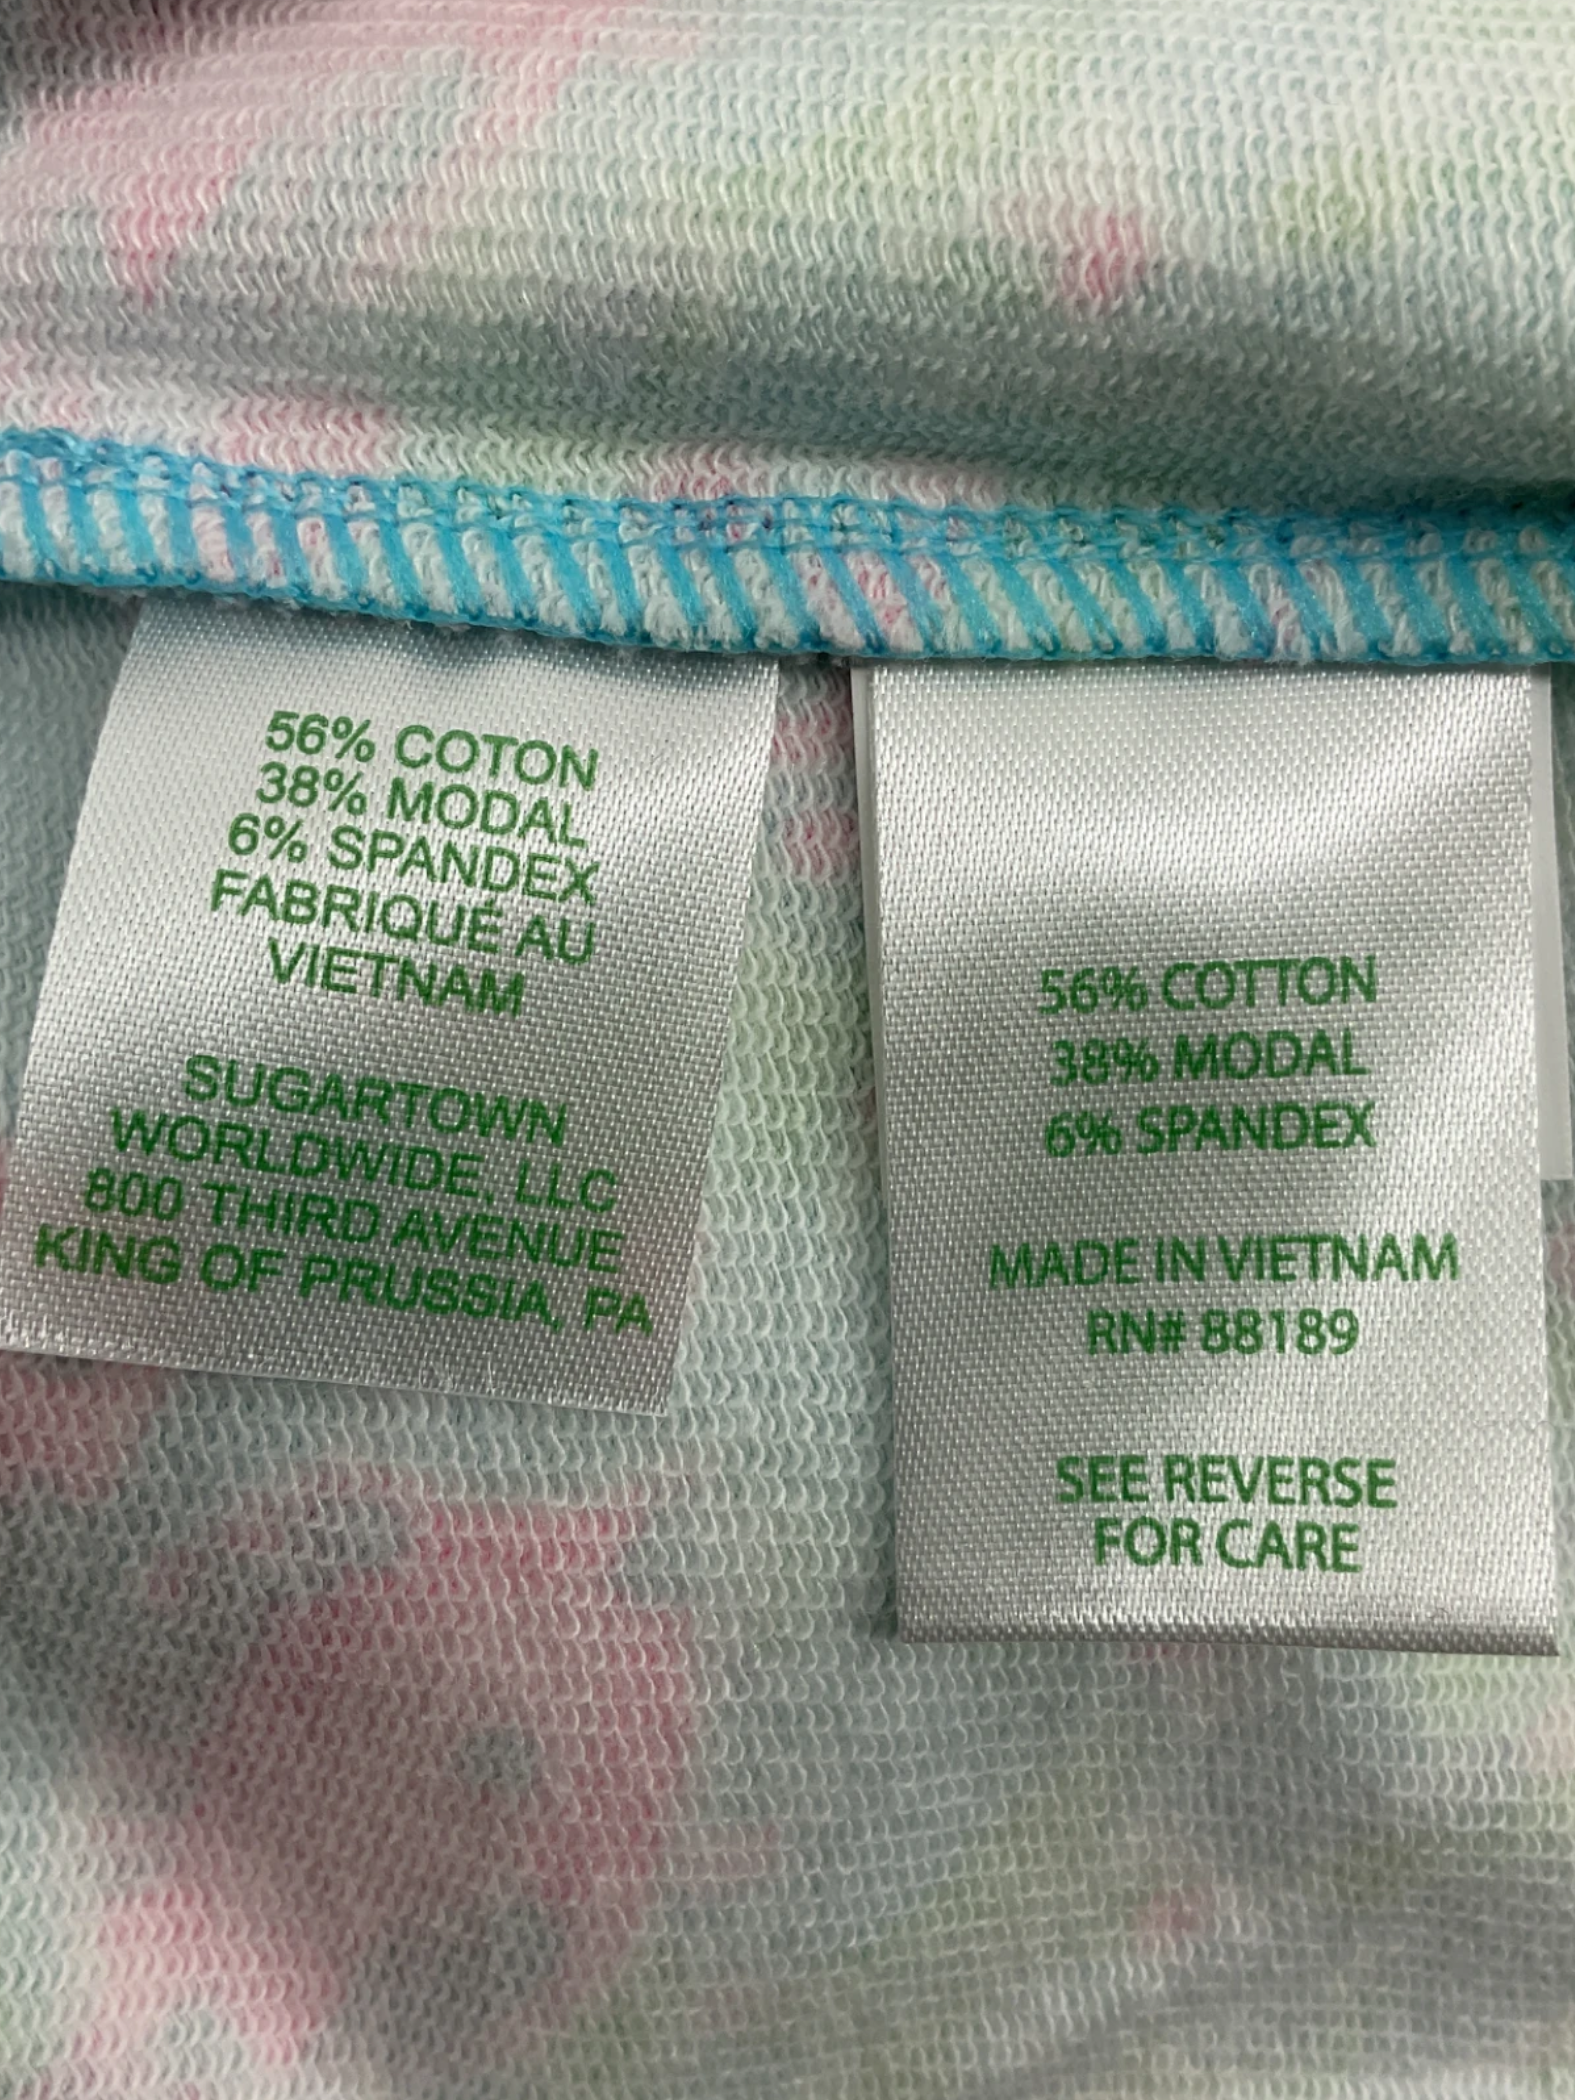 56% COTON
38% MODAL
6% SPANDEX
FABRIQUÉ AU
VIETNAM
SUGARTOWN
WORLDWIDE, LLC
800 THIRD AVENUE
KING OF PRUSSIA, PA
56% COTTON
38% MODAL
6% SPANDEX
MADE IN VIETNAM
RN# 88189
SEE REVERSE
FOR CARE